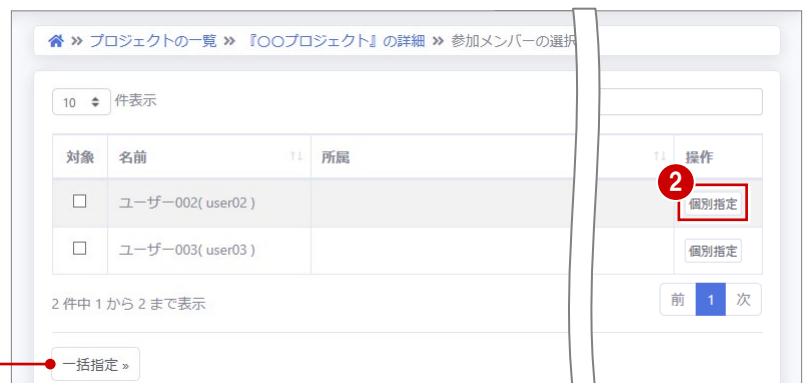 » プロジェクトの一覧 » 『〇〇プロジェクト』の詳細 » 参加メンバーの選択
10 件表示
対象 名前 所属 操作
2
ユーザー002( user02 ) 個別指定
ユーザー003( user03 ) 個別指定
2 件中 1 から 2 まで表示 前 1 次
一括指定 »